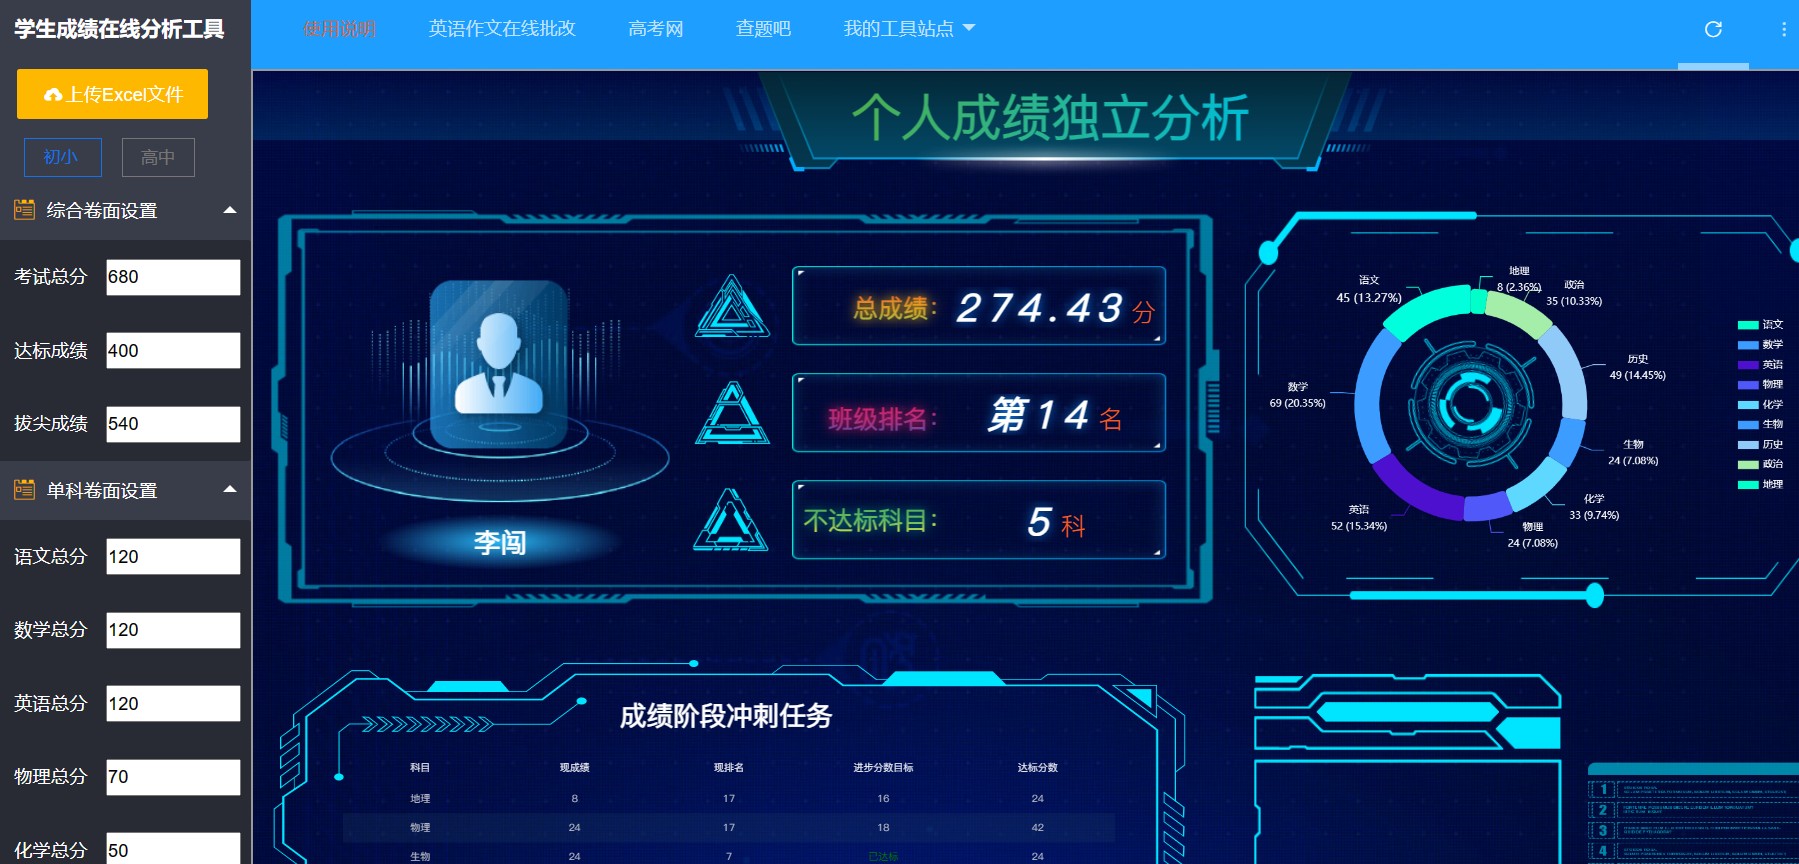 学生成绩在线分析工具
使用说明 英语作文在线批改 高考网 查题吧 我的工具站点
上传Excel文件
初小 高中
综合卷面设置
考试总分 680
达标成绩 400
拔尖成绩 540
单科卷面设置
语文总分 120
数学总分 120
英语总分 120
物理总分 70
化学总分 50
个人成绩独立分析
李闯
总成绩： 274.43 分
班级排名： 第14 名
不达标科目： 5 科
语文
45 (13.27%)
地理
8 (2.36%)
政治
35 (10.33%)
历史
49 (14.45%)
生物
24 (7.08%)
化学
33 (9.74%)
物理
24 (7.08%)
英语
52 (15.34%)
数学
69 (20.35%)
语文
数学
英语
物理
化学
生物
历史
政治
地理
成绩阶段冲刺任务
科目 现成绩 现排名 进步分数目标 达标分数
地理 8 17 16 24
物理 24 17 18 42
生物 24 7 已达标 24
1
2
3
4